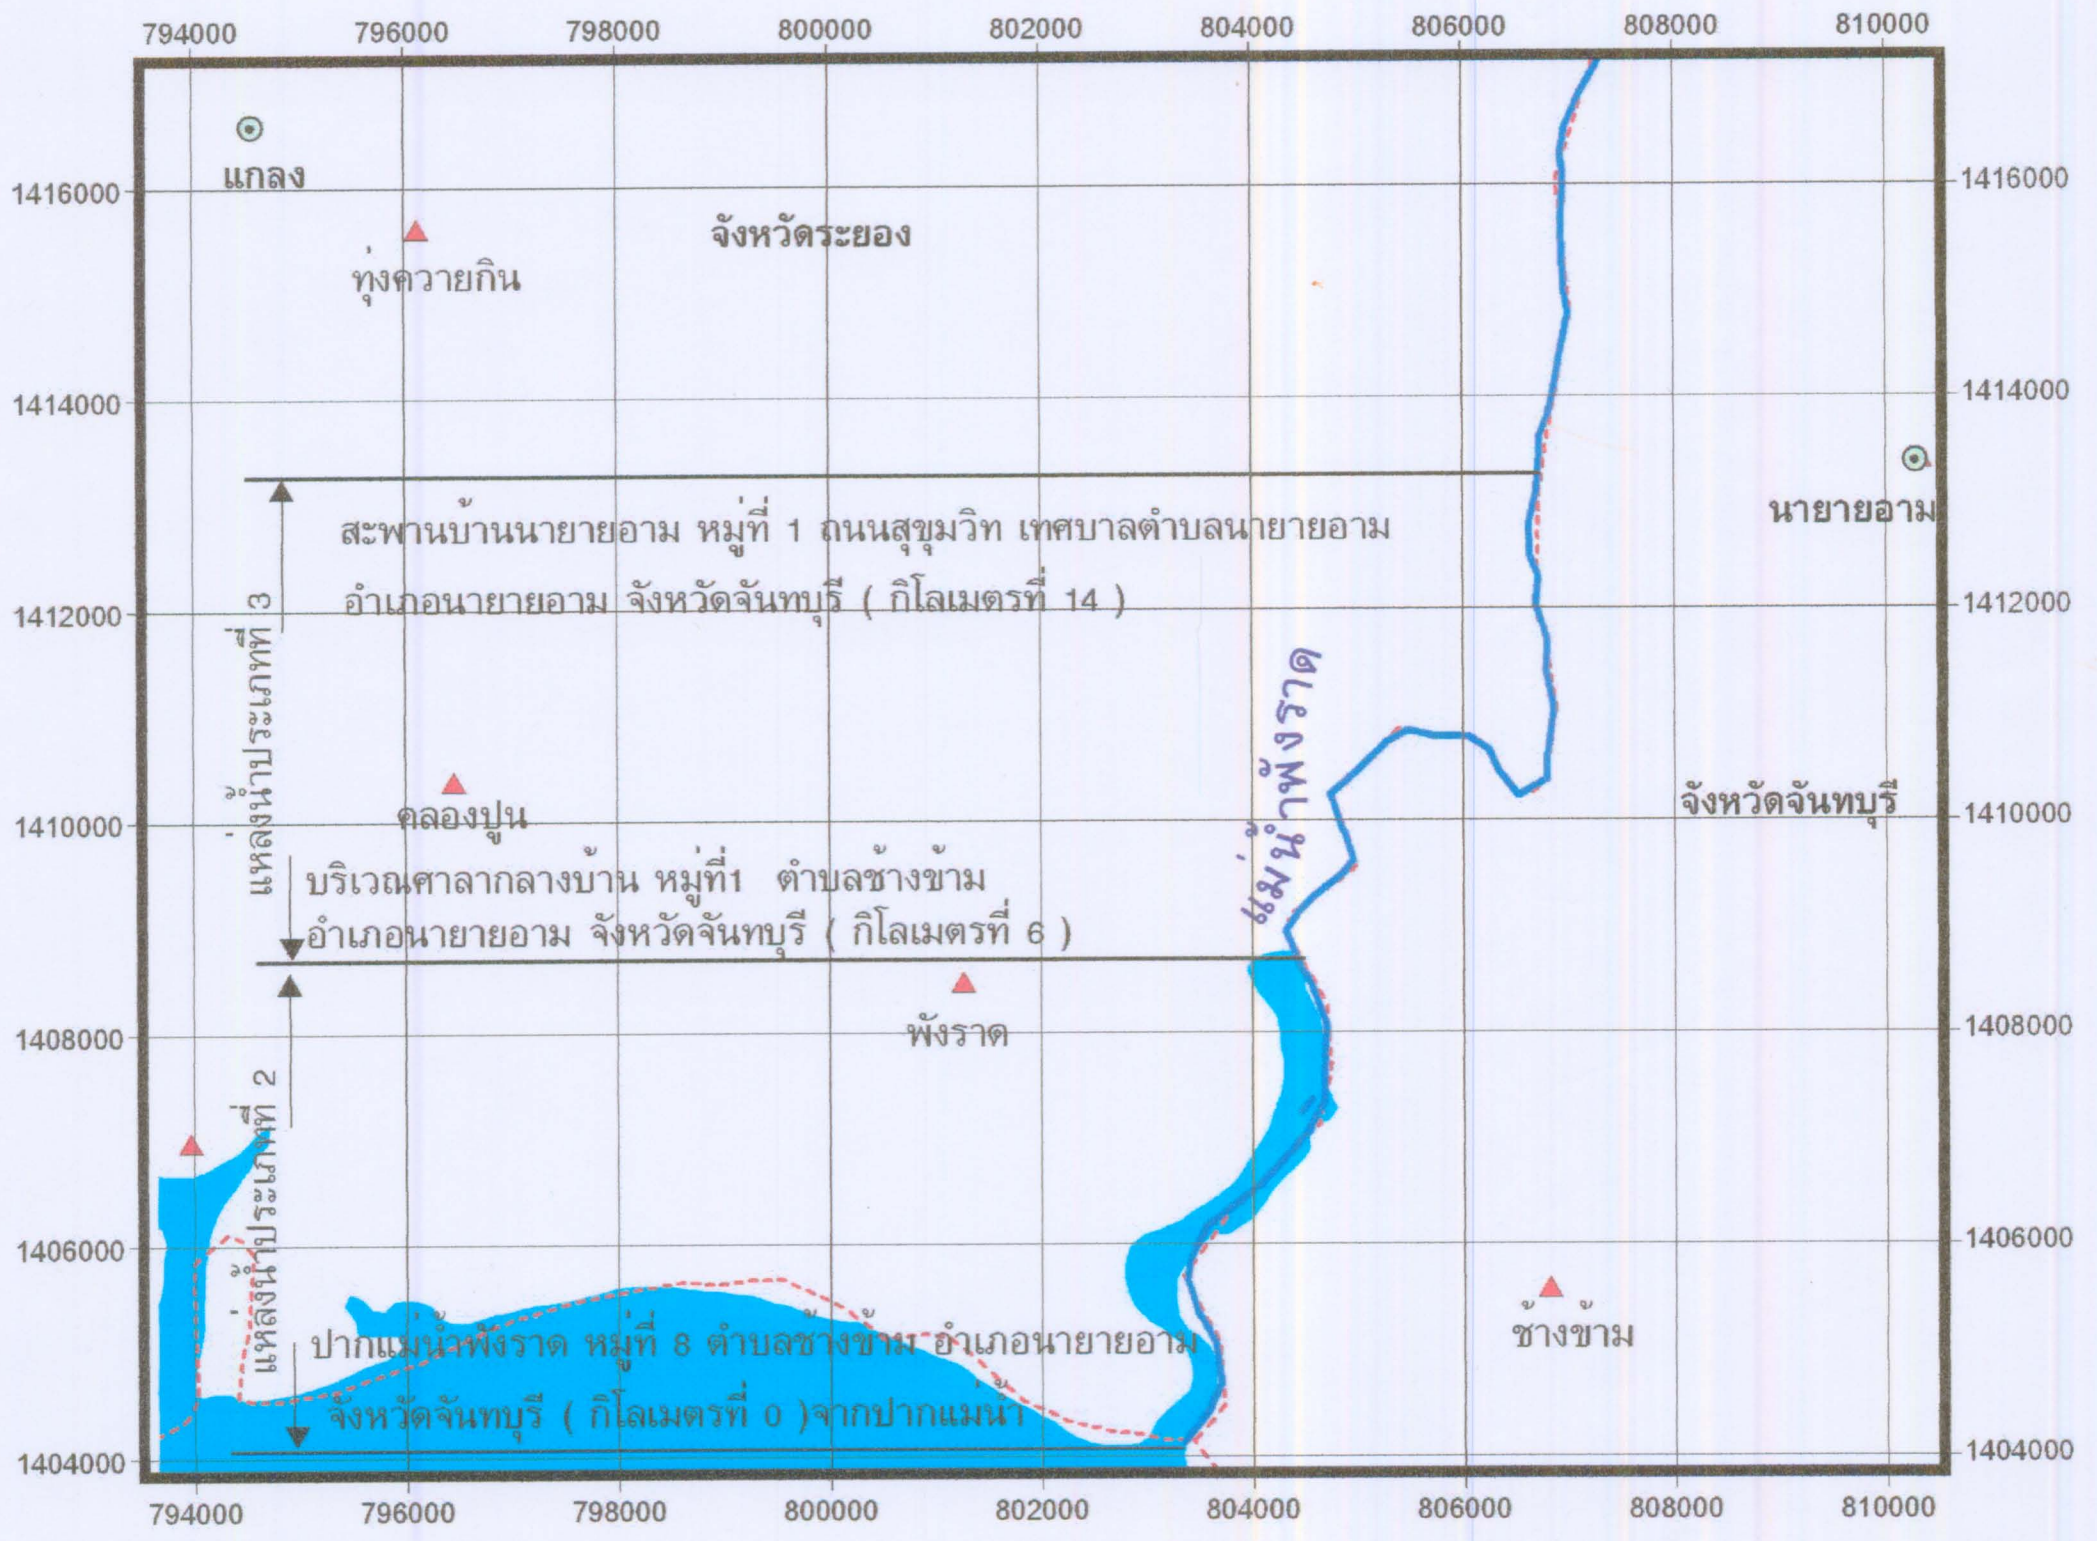 794000 796000 798000 800000 802000 804000 806000 808000 810000
แกลง
1416000 1416000
จังหวัดระยอง
ทุ่งควายกิน
1414000 1414000
นายายอาม
สะพานบ้านนายายอาม หมู่ที่ 1 ถนนสุขุมวิท เทศบาลตำบลนายายอาม
อำเภอนายายอาม จังหวัดจันทบุรี ( กิโลเมตรที่ 14 )
1412000 1412000
แหล่งน้ำประเภทที่ 3
แม่น้ำพังราด
จังหวัดจันทบุรี
คลองปูน
1410000 1410000
บริเวณศาลากลางบ้าน หมู่ที่1 ตำบลช้างข้าม
อำเภอนายายอาม จังหวัดจันทบุรี ( กิโลเมตรที่ 6 )
พังราด
1408000 1408000
แหล่งน้ำประเภทที่ 2
1406000 1406000
ช้างข้าม
ปากแม่น้ำพังราด หมู่ที่ 8 ตำบลช้างข้าม อำเภอนายายอาม
จังหวัดจันทบุรี ( กิโลเมตรที่ 0 )จากปากแม่น้ำ
1404000 1404000
794000 796000 798000 800000 802000 804000 806000 808000 810000